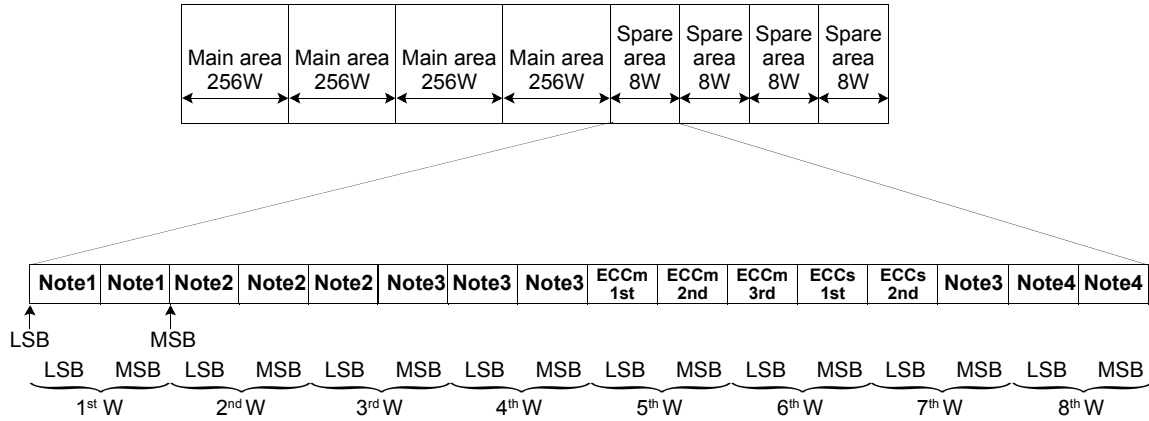 Main area 256W Main area 256W Main area 256W Main area 256W Spare area 8W Spare area 8W Spare area 8W Spare area 8W
Note1 Note1 Note2 Note2 Note2 Note3 Note3 Note3 ECCm 1st ECCm 2nd ECCm 3rd ECCs 1st ECCs 2nd Note3 Note4 Note4
LSB MSB
LSB MSB LSB MSB LSB MSB LSB MSB LSB MSB LSB MSB LSB MSB LSB MSB
1st W 2nd W 3rd W 4th W 5th W 6th W 7th W 8th W